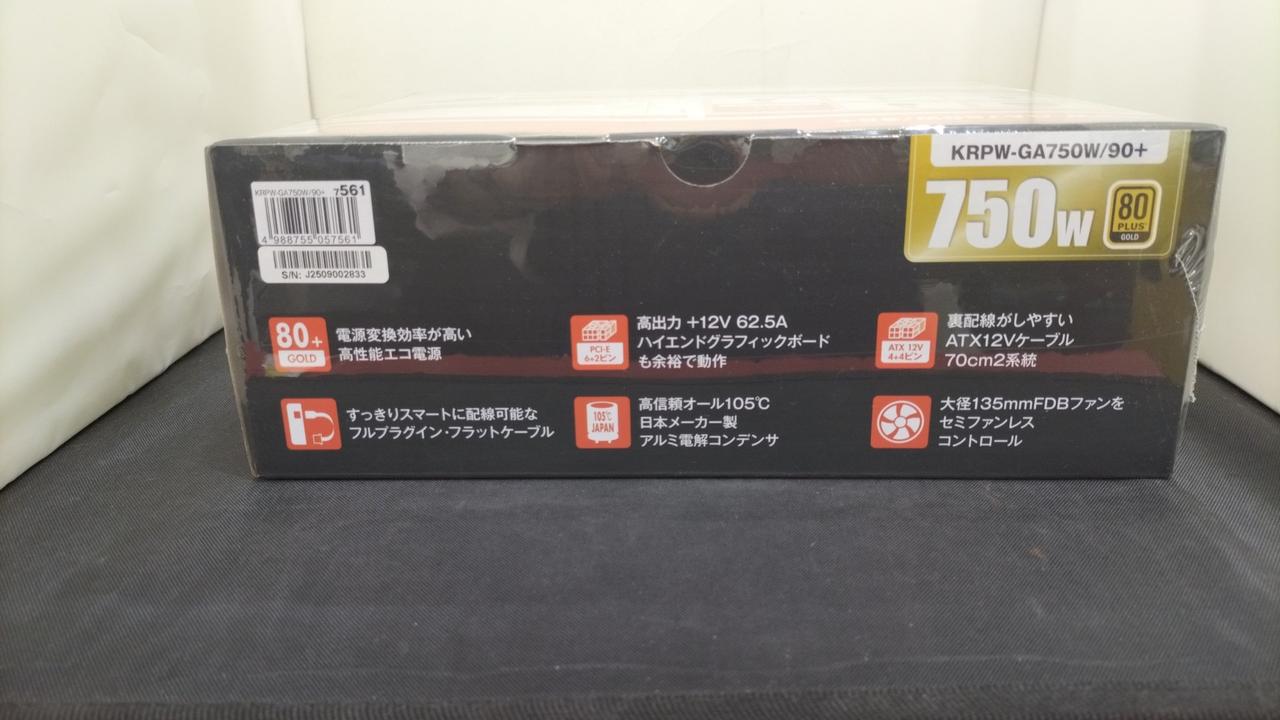 KRPW-GA750W/90+
750W
80
PLUS
GOLD
KRPW-GA750W/90+ 7561
4 988755 057561
S/N: J2509002833
80+
GOLD
電源変換効率が高い
高性能エコ電源
PCI-E
6+2ピン
高出力 +12V 62.5A
ハイエンドグラフィックボード
も余裕で動作
ATX 12V
4+4ピン
裏配線がしやすい
ATX12Vケーブル
70cm2系統
すっきりスマートに配線可能な
フルプラグイン・フラットケーブル
105℃
JAPAN
高信頼オール105℃
日本メーカー製
アルミ電解コンデンサ
大径135mmFDBファンを
セミファンレス
コントロール